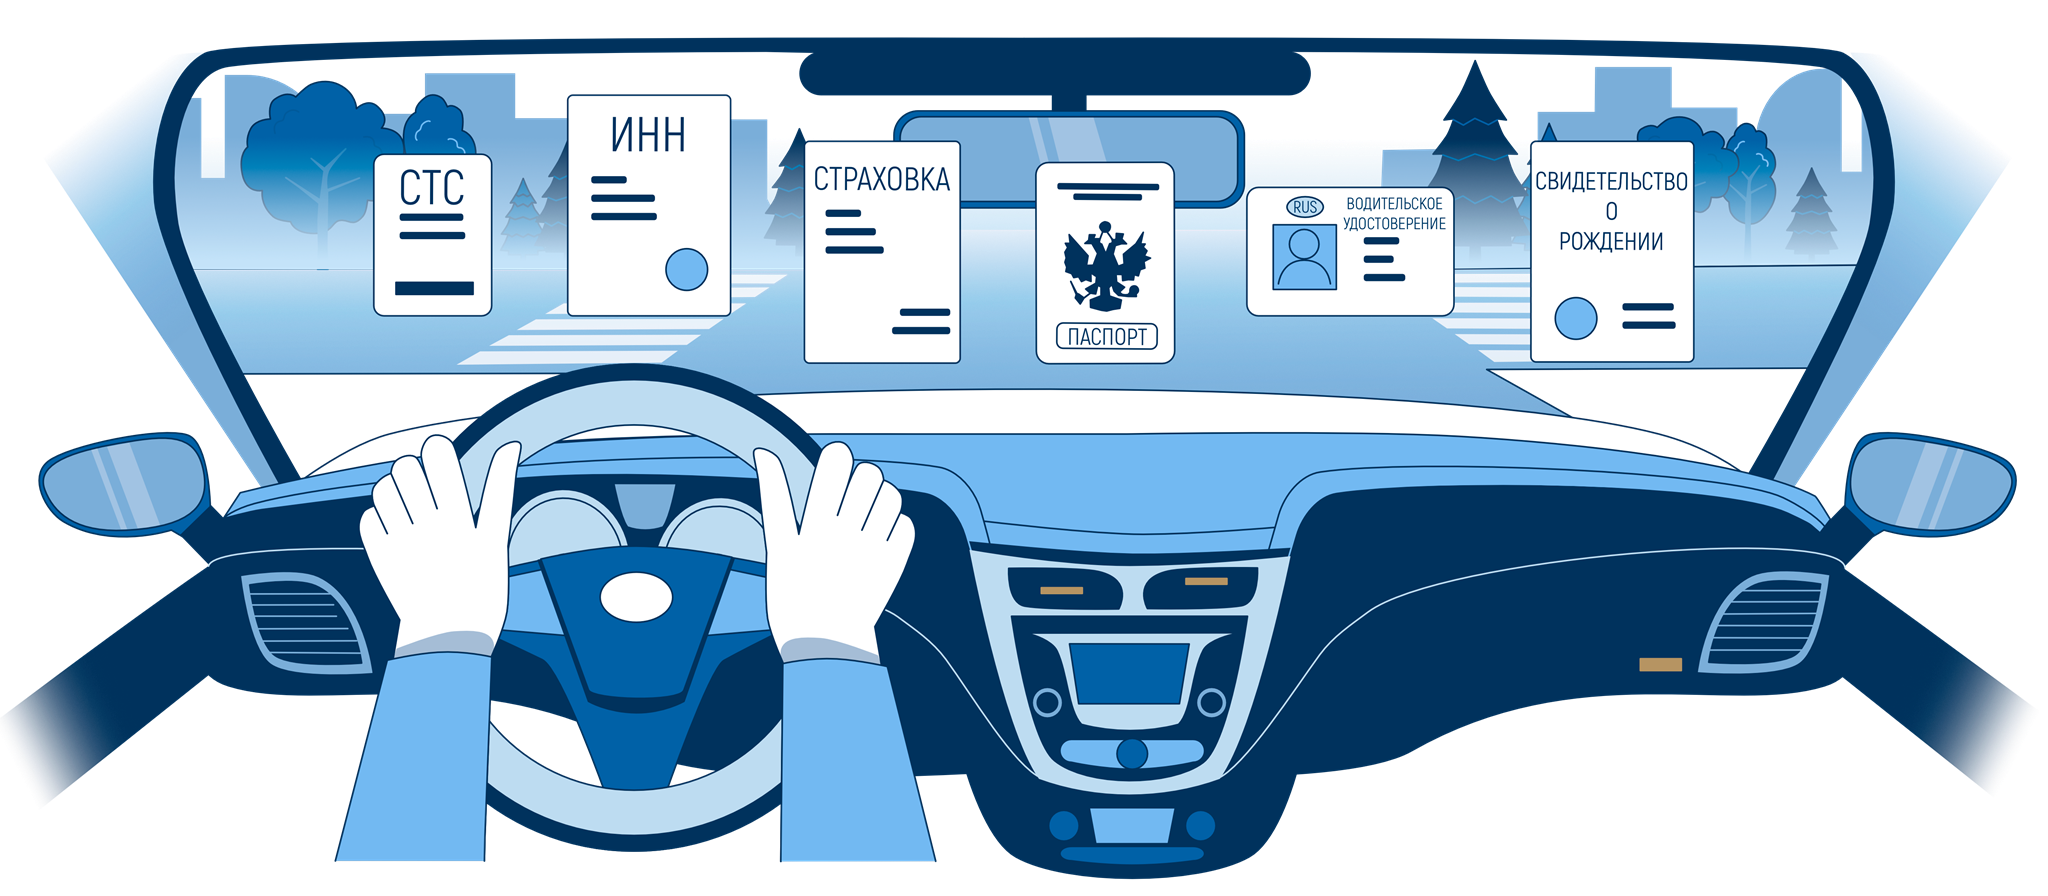 СТС
ИНН
СТРАХОВКА
ПАСПОРТ
RUS
ВОДИТЕЛЬСКОЕ
УДОСТОВЕРЕНИЕ
СВИДЕТЕЛЬСТВО
О
РОЖДЕНИИ